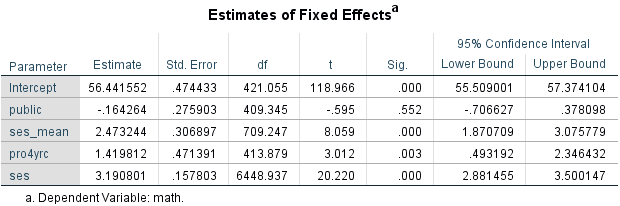 Estimates of Fixed Effectsa
95% Confidence Interval
Parameter Estimate Std. Error df t Sig. Lower Bound Upper Bound
Intercept 56.441552 .474433 421.055 118.966 .000 55.509001 57.374104
public -.164264 .275903 409.345 -.595 .552 -.706627 .378098
ses_mean 2.473244 .306897 709.247 8.059 .000 1.870709 3.075779
pro4yrc 1.419812 .471391 413.879 3.012 .003 .493192 2.346432
ses 3.190801 .157803 6448.937 20.220 .000 2.881455 3.500147
a. Dependent Variable: math.